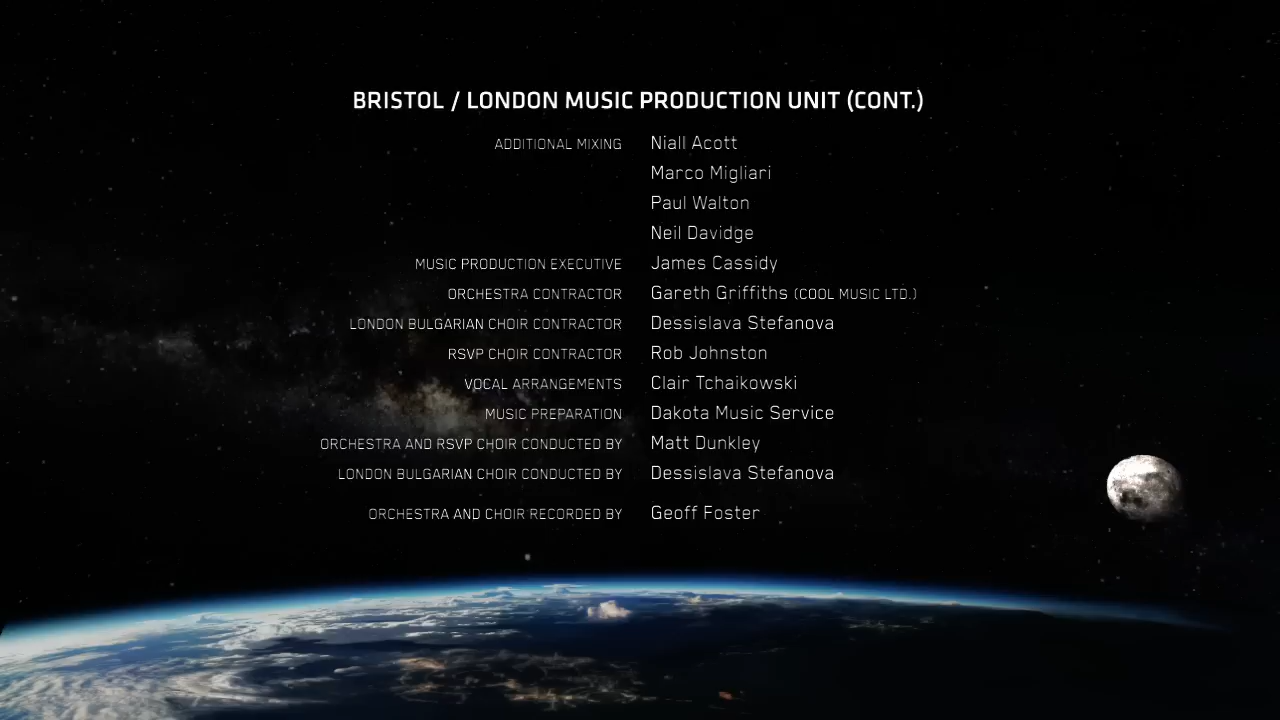 BRISTOL / LONDON MUSIC PRODUCTION UNIT (CONT.)
ADDITIONAL MIXING Niall Acott
Marco Migliari
Paul Walton
Neil Davidge
MUSIC PRODUCTION EXECUTIVE James Cassidy
ORCHESTRA CONTRACTOR Gareth Griffiths (COOL MUSIC LTD.)
LONDON BULGARIAN CHOIR CONTRACTOR Dessislava Stefanova
RSVP CHOIR CONTRACTOR Rob Johnston
VOCAL ARRANGEMENTS Clair Tchaikowski
MUSIC PREPARATION Dakota Music Service
ORCHESTRA AND RSVP CHOIR CONDUCTED BY Matt Dunkley
LONDON BULGARIAN CHOIR CONDUCTED BY Dessislava Stefanova
ORCHESTRA AND CHOIR RECORDED BY Geoff Foster